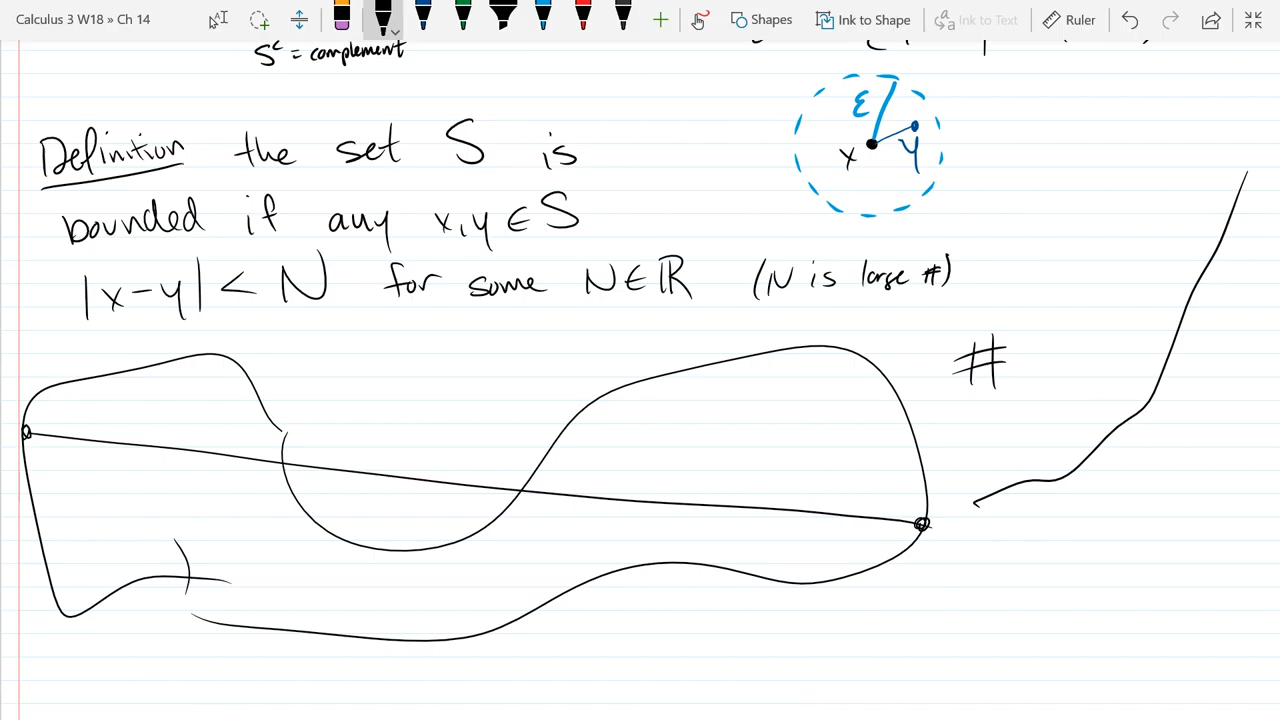 Calculus 3 W18 » Ch 14
Shapes
Ink to Shape
Ink to Text
Ruler
Sᶜ = complement
ε
x
y
Definition the set S is
bounded if any x, y ∈ S
|x - y| < N for some N ∈ ℝ (N is large #)
#